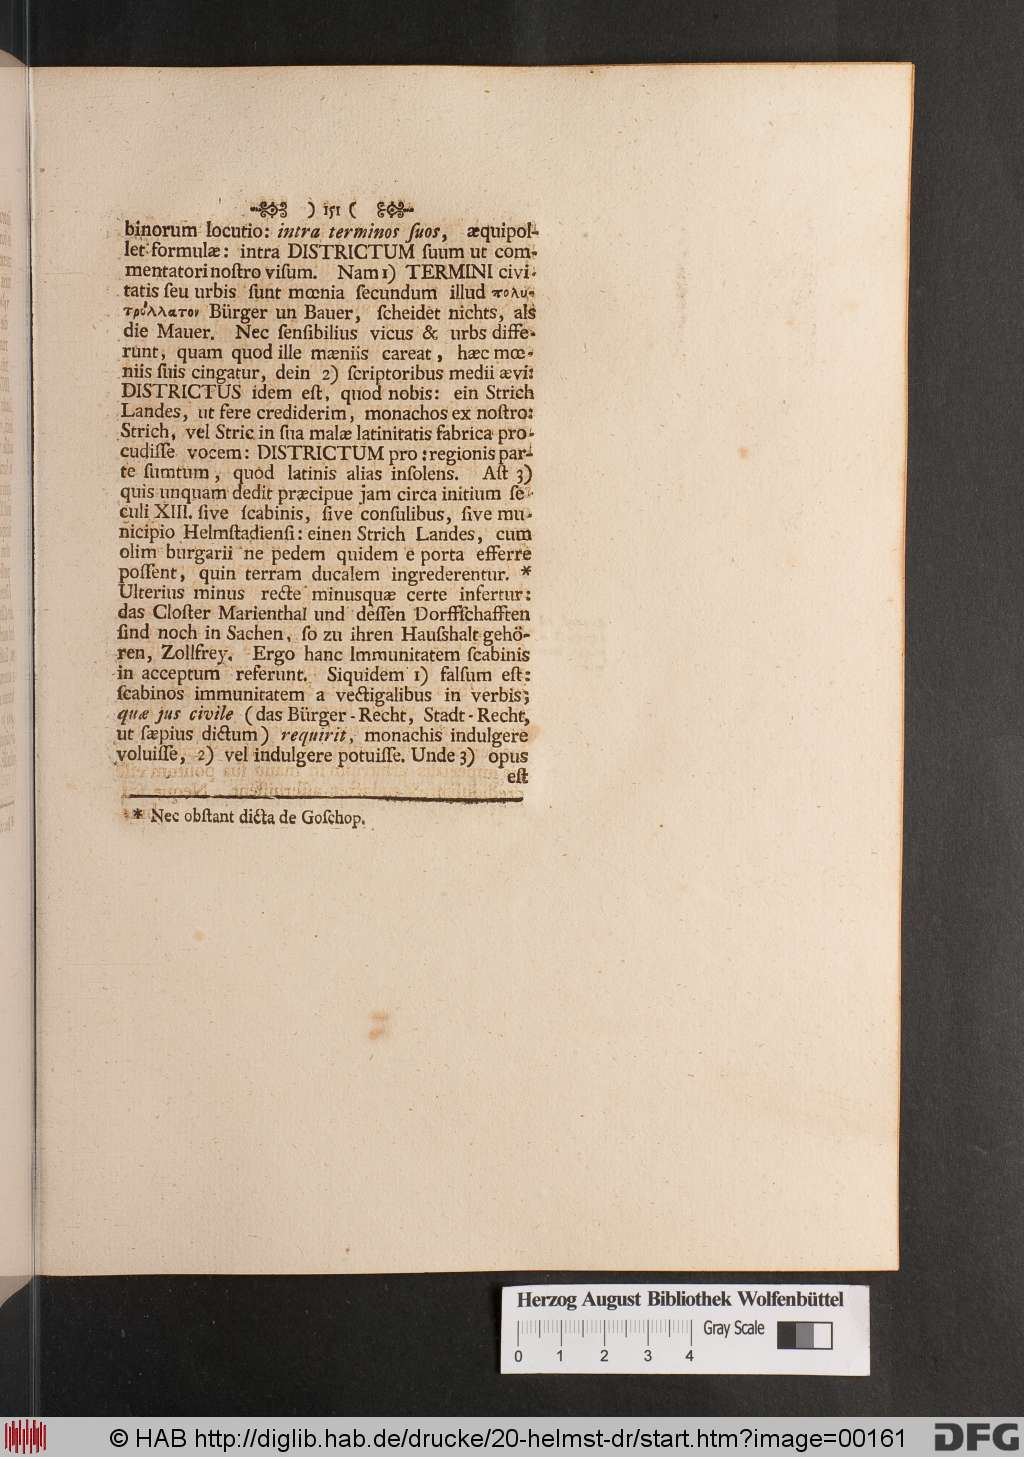 ) 151 (
binorum locutio: intra terminos ſuos, æquipol-
let formulæ: intra DISTRICTUM ſuum ut com-
mentatori noſtro viſum. Nam 1) TERMINI civi-
tatis ſeu urbis ſunt mœnia ſecundum illud πολυ-
τρύλλατον Bürger un Bauer, ſcheidet nichts, als
die Mauer. Nec ſenſibilius vicus & urbs diffe-
runt, quam quod ille mæniis careat, hæc mœ-
niis ſuis cingatur, dein 2) ſcriptoribus medii ævi:
DISTRICTUS idem eſt, quod nobis: ein Strich
Landes, ut fere crediderim, monachos ex noſtro:
Strich, vel Stric in ſua malæ latinitatis fabrica pro-
cudiſſe vocem: DISTRICTUM pro: regionis par-
te ſumtum, quod latinis alias inſolens. Aſt 3)
quis unquam dedit præcipue jam circa initium ſe-
culi XIII. ſive ſcabinis, ſive conſulibus, ſive mu-
nicipio Helmſtadienſi: einen Strich Landes, cum
olim burgarii ne pedem quidem e porta efferre
poſſent, quin terram ducalem ingrederentur. *
Ulterius minus recte minusquæ certe infertur:
das Cloſter Marienthal und deſſen Dorffſchafften
ſind noch in Sachen, ſo zu ihren Hauſshalt gehö-
ren, Zollfrey. Ergo hanc Immunitatem ſcabinis
in acceptum referunt. Siquidem 1) falſum eſt:
ſcabinos immunitatem a vectigalibus in verbis;
quæ jus civile (das Bürger-Recht, Stadt-Recht,
ut ſæpius dictum) requirit, monachis indulgere
voluiſſe, 2) vel indulgere potuiſſe. Unde 3) opus
eſt
* Nec obſtant dicta de Goſchop.
Herzog August Bibliothek Wolfenbüttel
Gray Scale
0 1 2 3 4
© HAB http://diglib.hab.de/drucke/20-helmst-dr/start.htm?image=00161
DFG